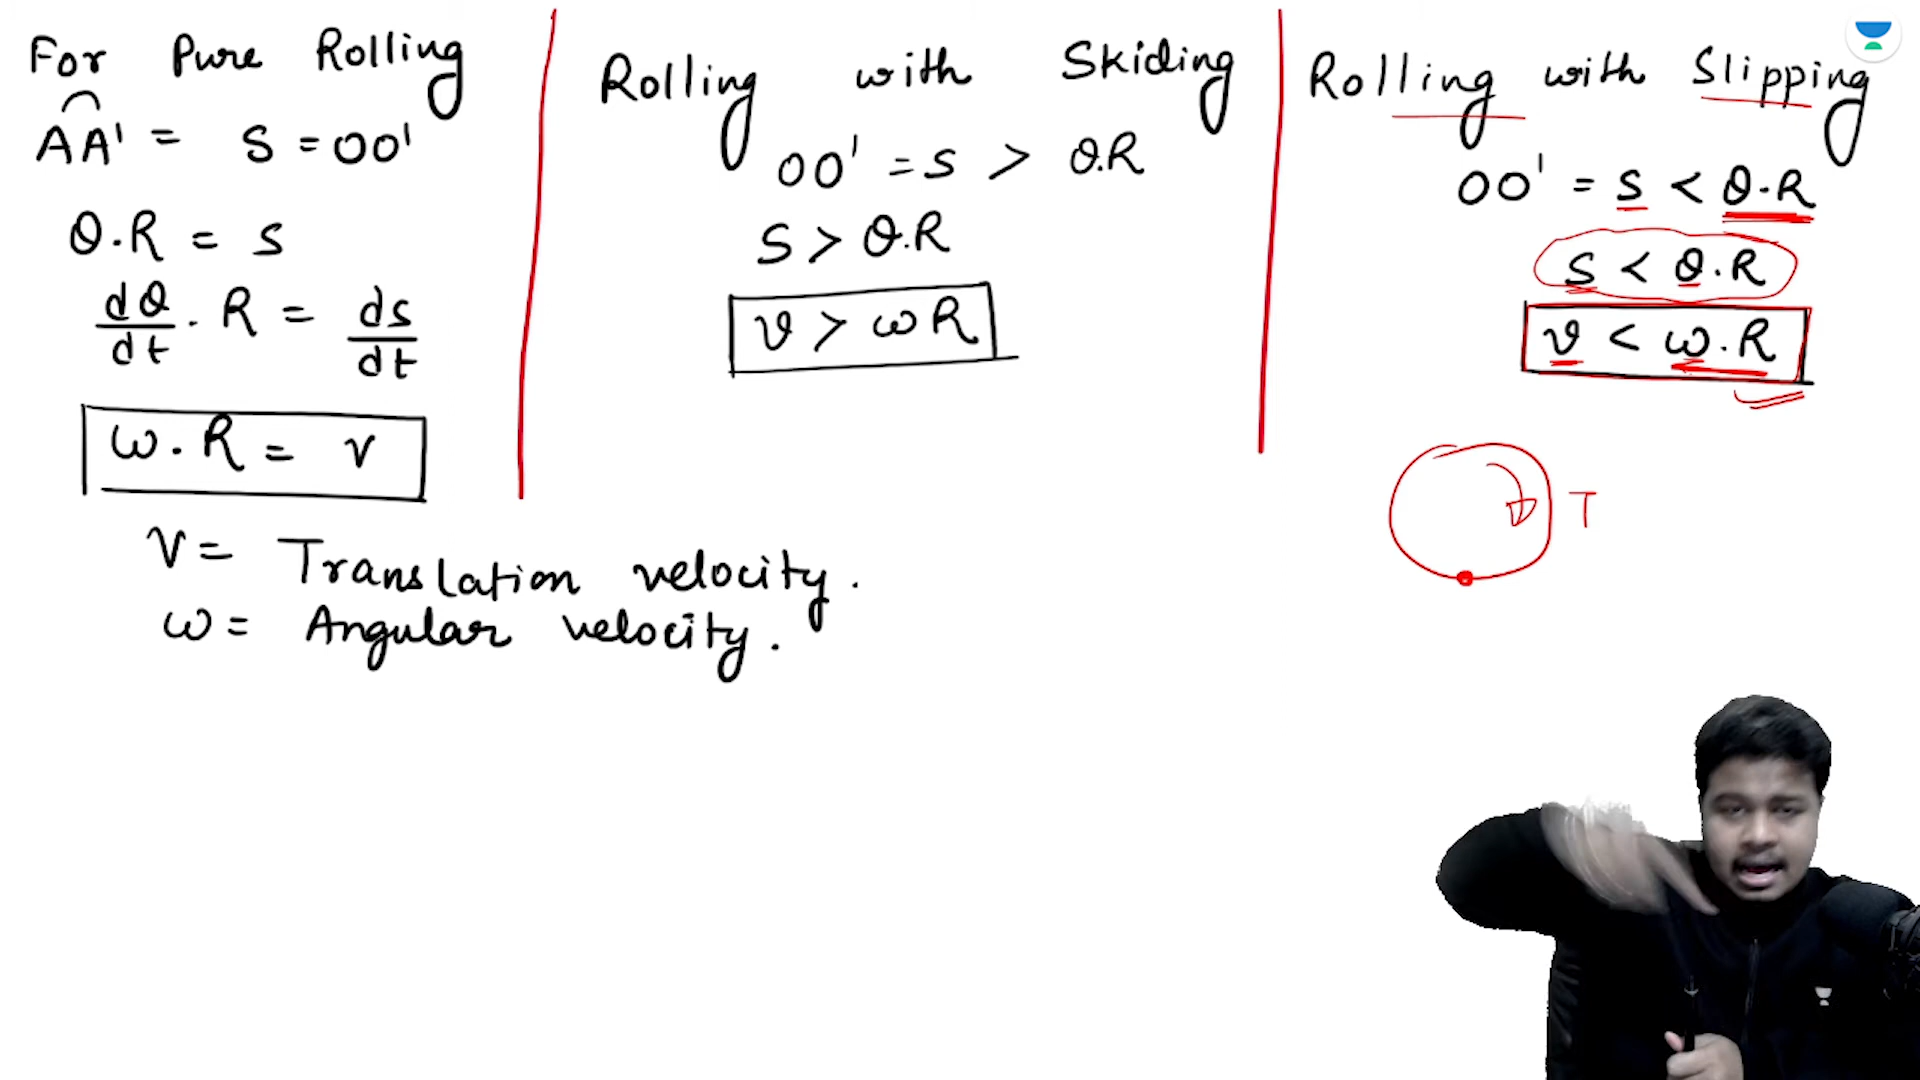 For Pure Rolling
AA' = S = OO'
θ.R = S
dθ/dt . R = ds/dt
ω . R = v
Rolling with Skiding
OO' = S > θ.R
S > θ.R
v > ωR
Rolling with Slipping
OO' = S < θ.R
S < θ.R
v < ω.R
T
V = Translation velocity.
ω = Angular velocity.